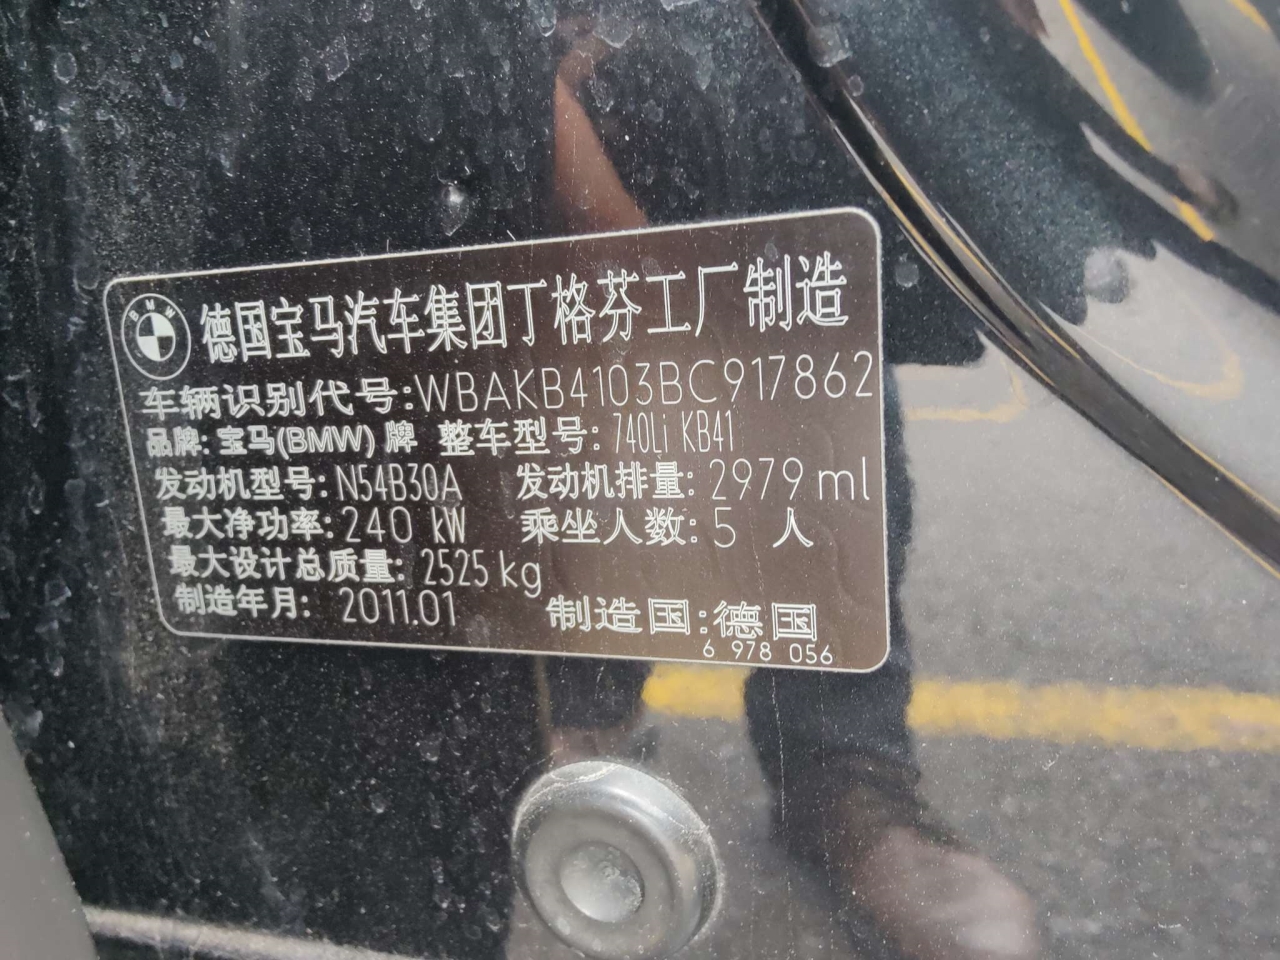 BMW
德国宝马汽车集团丁格芬工厂制造
车辆识别代号:WBAKB4103BC917862
品牌: 宝马(BMW) 牌 整车型号: 740Li KB41
发动机型号: N54B30A 发动机排量: 2979 ml
最大净功率: 240 kW 乘坐人数: 5 人
最大设计总质量: 2525 kg
制造年月: 2011.01 制造国: 德国
6 978 056